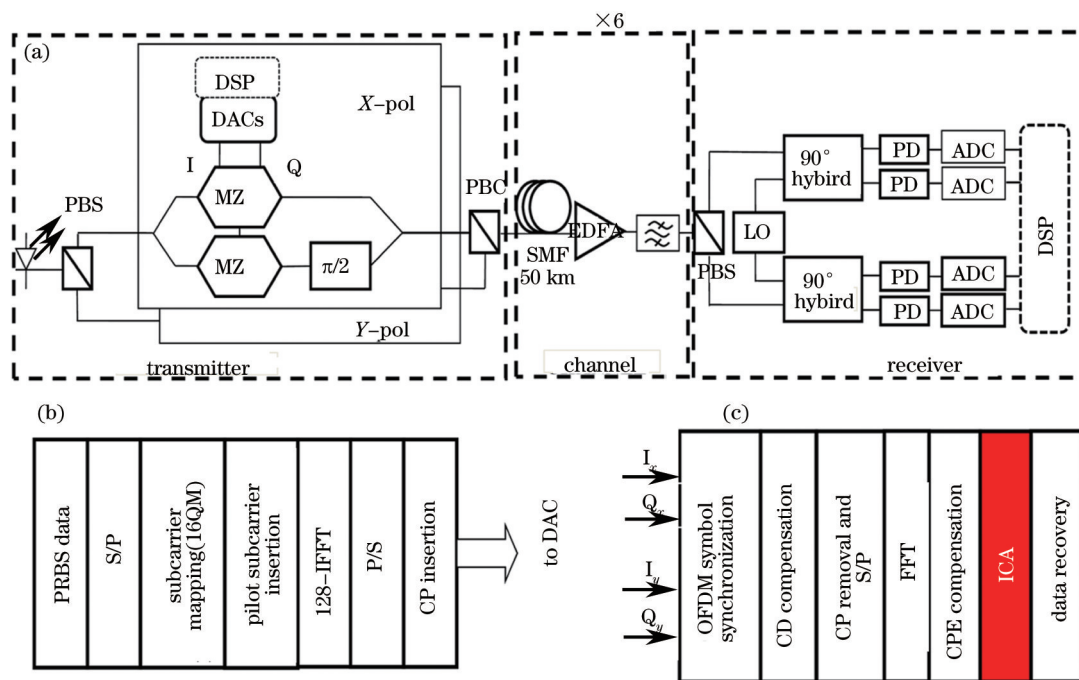 ×6
(a)
DSP
DACs
X-pol
I
Q
MZ
MZ
π/2
PBS
PBC
Y-pol
transmitter
SMF
50 km
EDFA
channel
PBS
LO
90°
hybird
90°
hybird
PD
PD
PD
PD
ADC
ADC
ADC
ADC
DSP
receiver
(b)
PRBS data
S/P
subcarrier
mapping(16QM)
pilot subcarrier
insertion
128-IFFT
P/S
CP insertion
to DAC
(c)
Ix
Qx
Iy
Qy
OFDM symbol
synchronization
CD compensation
CP removal and
S/P
FFT
CPE compensation
ICA
data recovery